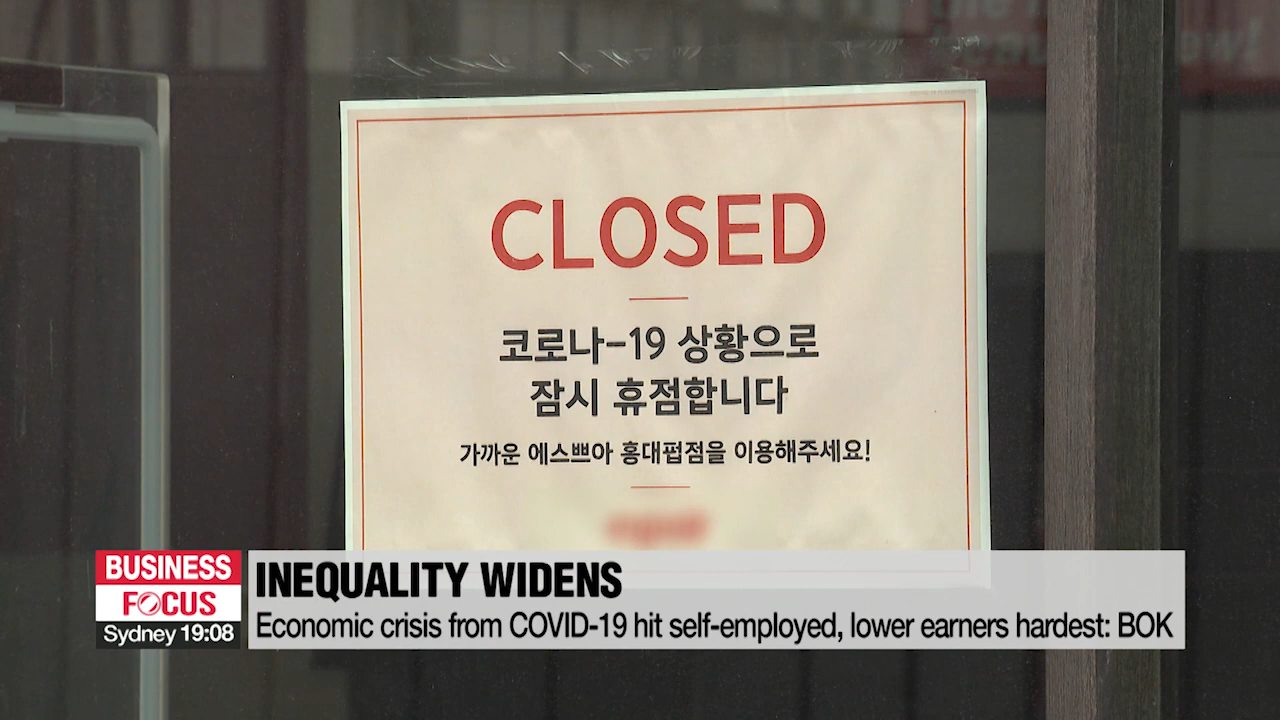 CLOSED
코로나-19 상황으로
잠시 휴점합니다
가까운 에스쁘아 홍대펍점을 이용해주세요!
BUSINESS
FOCUS
Sydney 19:08
INEQUALITY WIDENS
Economic crisis from COVID-19 hit self-employed, lower earners hardest: BOK